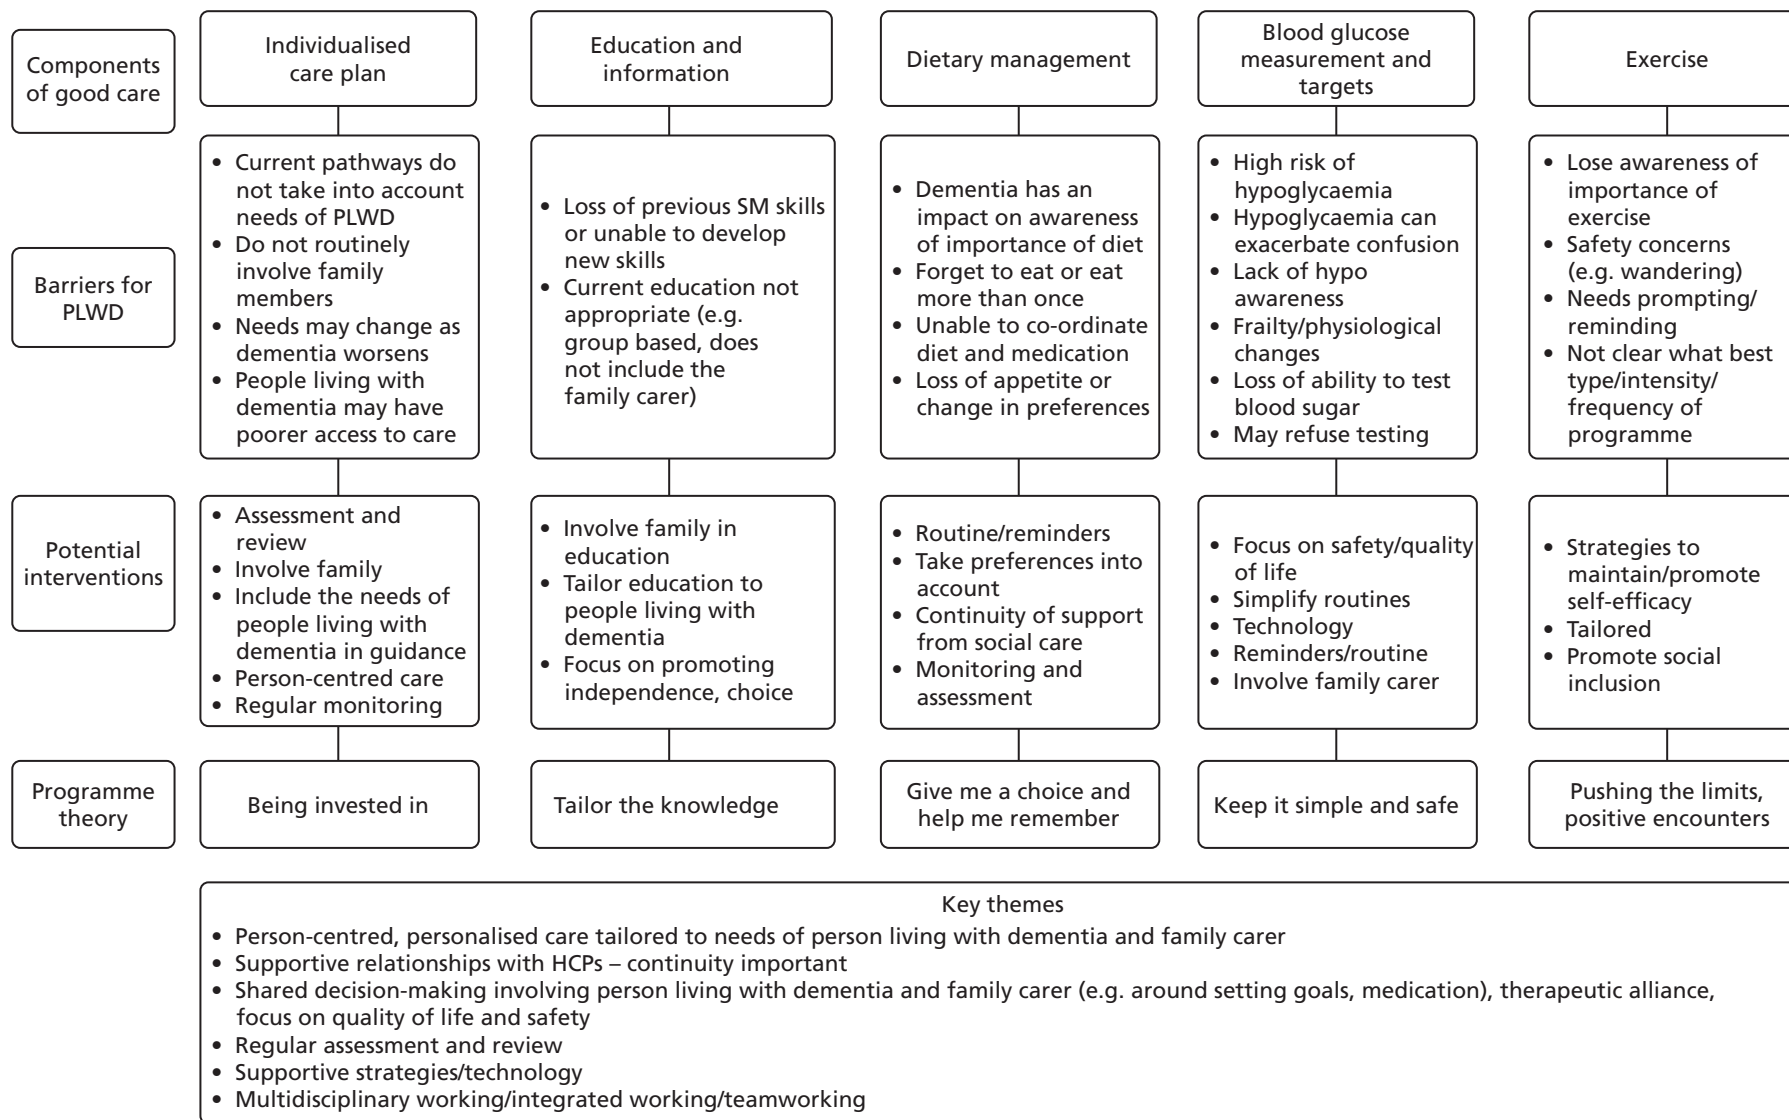 Components
of good care
Individualised
care plan
Education and
information
Dietary management
Blood glucose
measurement and
targets
Exercise
Barriers for
PLWD
• Current pathways do
not take into account
needs of PLWD
• Do not routinely
involve family
members
• Needs may change as
dementia worsens
• People living with
dementia may have
poorer access to care
• Loss of previous SM skills
or unable to develop
new skills
• Current education not
appropriate (e.g.
group based, does
not include the
family carer)
• Dementia has an
impact on awareness
of importance of diet
• Forget to eat or eat
more than once
• Unable to co-ordinate
diet and medication
• Loss of appetite or
change in preferences
• High risk of
hypoglycaemia
• Hypoglycaemia can
exacerbate confusion
• Lack of hypo
awareness
• Frailty/physiological
changes
• Loss of ability to test
blood sugar
• May refuse testing
• Lose awareness of
importance of
exercise
• Safety concerns
(e.g. wandering)
• Needs prompting/
reminding
• Not clear what best
type/intensity/
frequency of
programme
Potential
interventions
• Assessment and
review
• Involve family
• Include the needs of
people living with
dementia in guidance
• Person-centred care
• Regular monitoring
• Involve family in
education
• Tailor education to
people living with
dementia
• Focus on promoting
independence, choice
• Routine/reminders
• Take preferences into
account
• Continuity of support
from social care
• Monitoring and
assessment
• Focus on safety/quality
of life
• Simplify routines
• Technology
• Reminders/routine
• Involve family carer
• Strategies to
maintain/promote
self-efficacy
• Tailored
• Promote social
inclusion
Programme
theory
Being invested in
Tailor the knowledge
Give me a choice and
help me remember
Keep it simple and safe
Pushing the limits,
positive encounters
Key themes
• Person-centred, personalised care tailored to needs of person living with dementia and family carer
• Supportive relationships with HCPs – continuity important
• Shared decision-making involving person living with dementia and family carer (e.g. around setting goals, medication), therapeutic alliance,
focus on quality of life and safety
• Regular assessment and review
• Supportive strategies/technology
• Multidisciplinary working/integrated working/teamworking